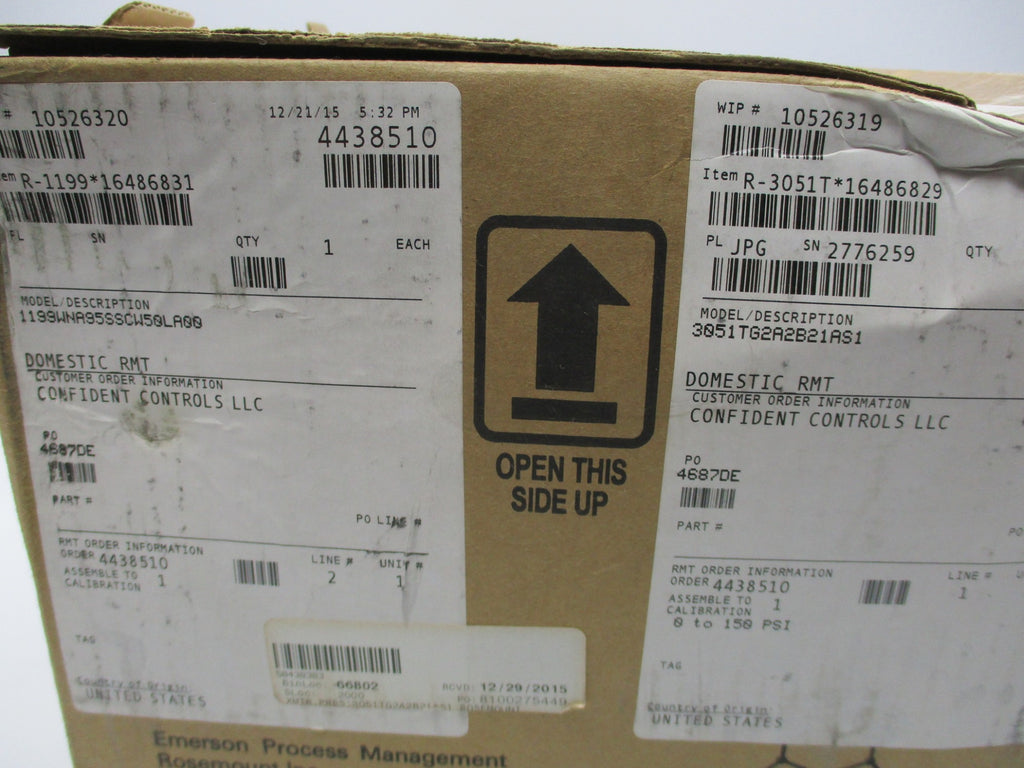 # 10526320
12/21/15 5:32 PM
4438510
Item R-1199*16486831
PL SN
QTY 1 EACH
MODEL/DESCRIPTION
1199WNA95SSCW50LA00
DOMESTIC RMT
CUSTOMER ORDER INFORMATION
CONFIDENT CONTROLS LLC
PO
4687DE
PART #
PO LINE #
RMT ORDER INFORMATION
ORDER 4438510
LINE # UNIT #
ASSEMBLE TO 1 2 1
CALIBRATION
TAG
Country of Origin:
UNITED STATES
66802
RCVD: 12/29/2015
2000
PO: 8100275449
OPEN THIS
SIDE UP
WIP # 10526319
Item R-3051T*16486829
PL JPG SN 2776259 QTY
MODEL/DESCRIPTION
3051TG2A2B21AS1
DOMESTIC RMT
CUSTOMER ORDER INFORMATION
CONFIDENT CONTROLS LLC
PO
4687DE
PART #
PO
RMT ORDER INFORMATION
ORDER 4438510
LINE #
ASSEMBLE TO 1 1
CALIBRATION
0 to 150 PSI
TAG
Country of Origin:
UNITED STATES
Emerson Process Management
Rosemount